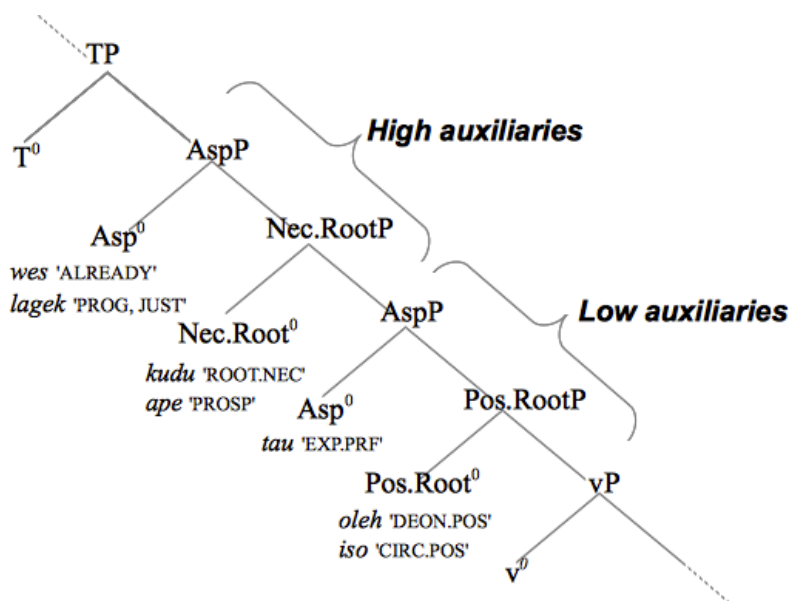 TP
High auxiliaries
T⁰
AspP
Asp⁰
wes 'ALREADY'
lagek 'PROG, JUST'
Nec.RootP
Low auxiliaries
Nec.Root⁰
kudu 'ROOT.NEC'
ape 'PROSP'
AspP
Asp⁰
tau 'EXP.PRF'
Pos.RootP
Pos.Root⁰
oleh 'DEON.POS'
iso 'CIRC.POS'
vP
v⁰